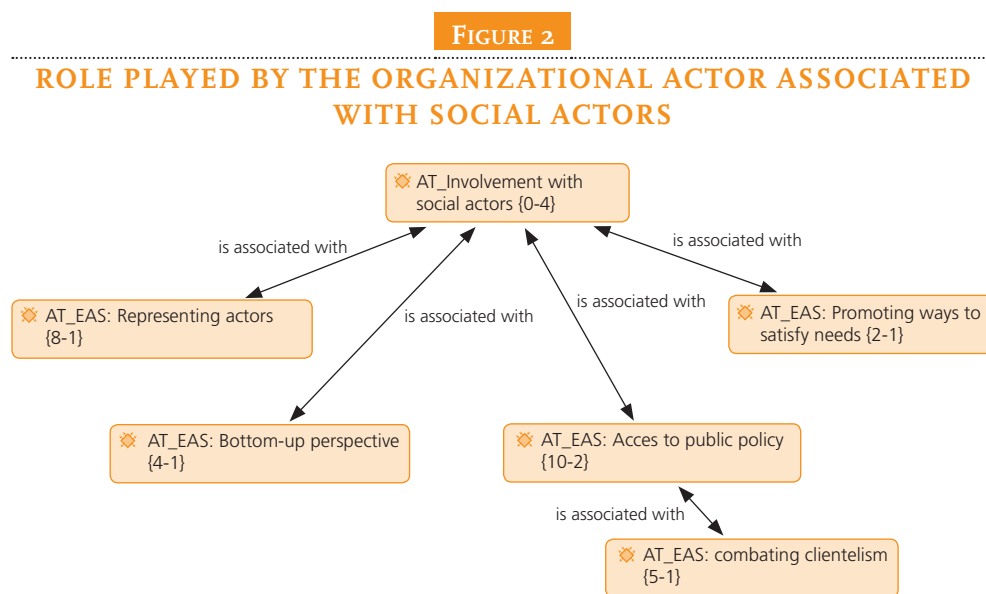 FIGURE 2
ROLE PLAYED BY THE ORGANIZATIONAL ACTOR ASSOCIATED
WITH SOCIAL ACTORS
AT_Involvement with
social actors {0-4}
is associated with
is associated with
is associated with
is associated with
AT_EAS: Representing actors
{8-1}
AT_EAS: Promoting ways to
satisfy needs {2-1}
AT_EAS: Bottom-up perspective
{4-1}
AT_EAS: Acces to public policy
{10-2}
is associated with
AT_EAS: combating clientelism
{5-1}